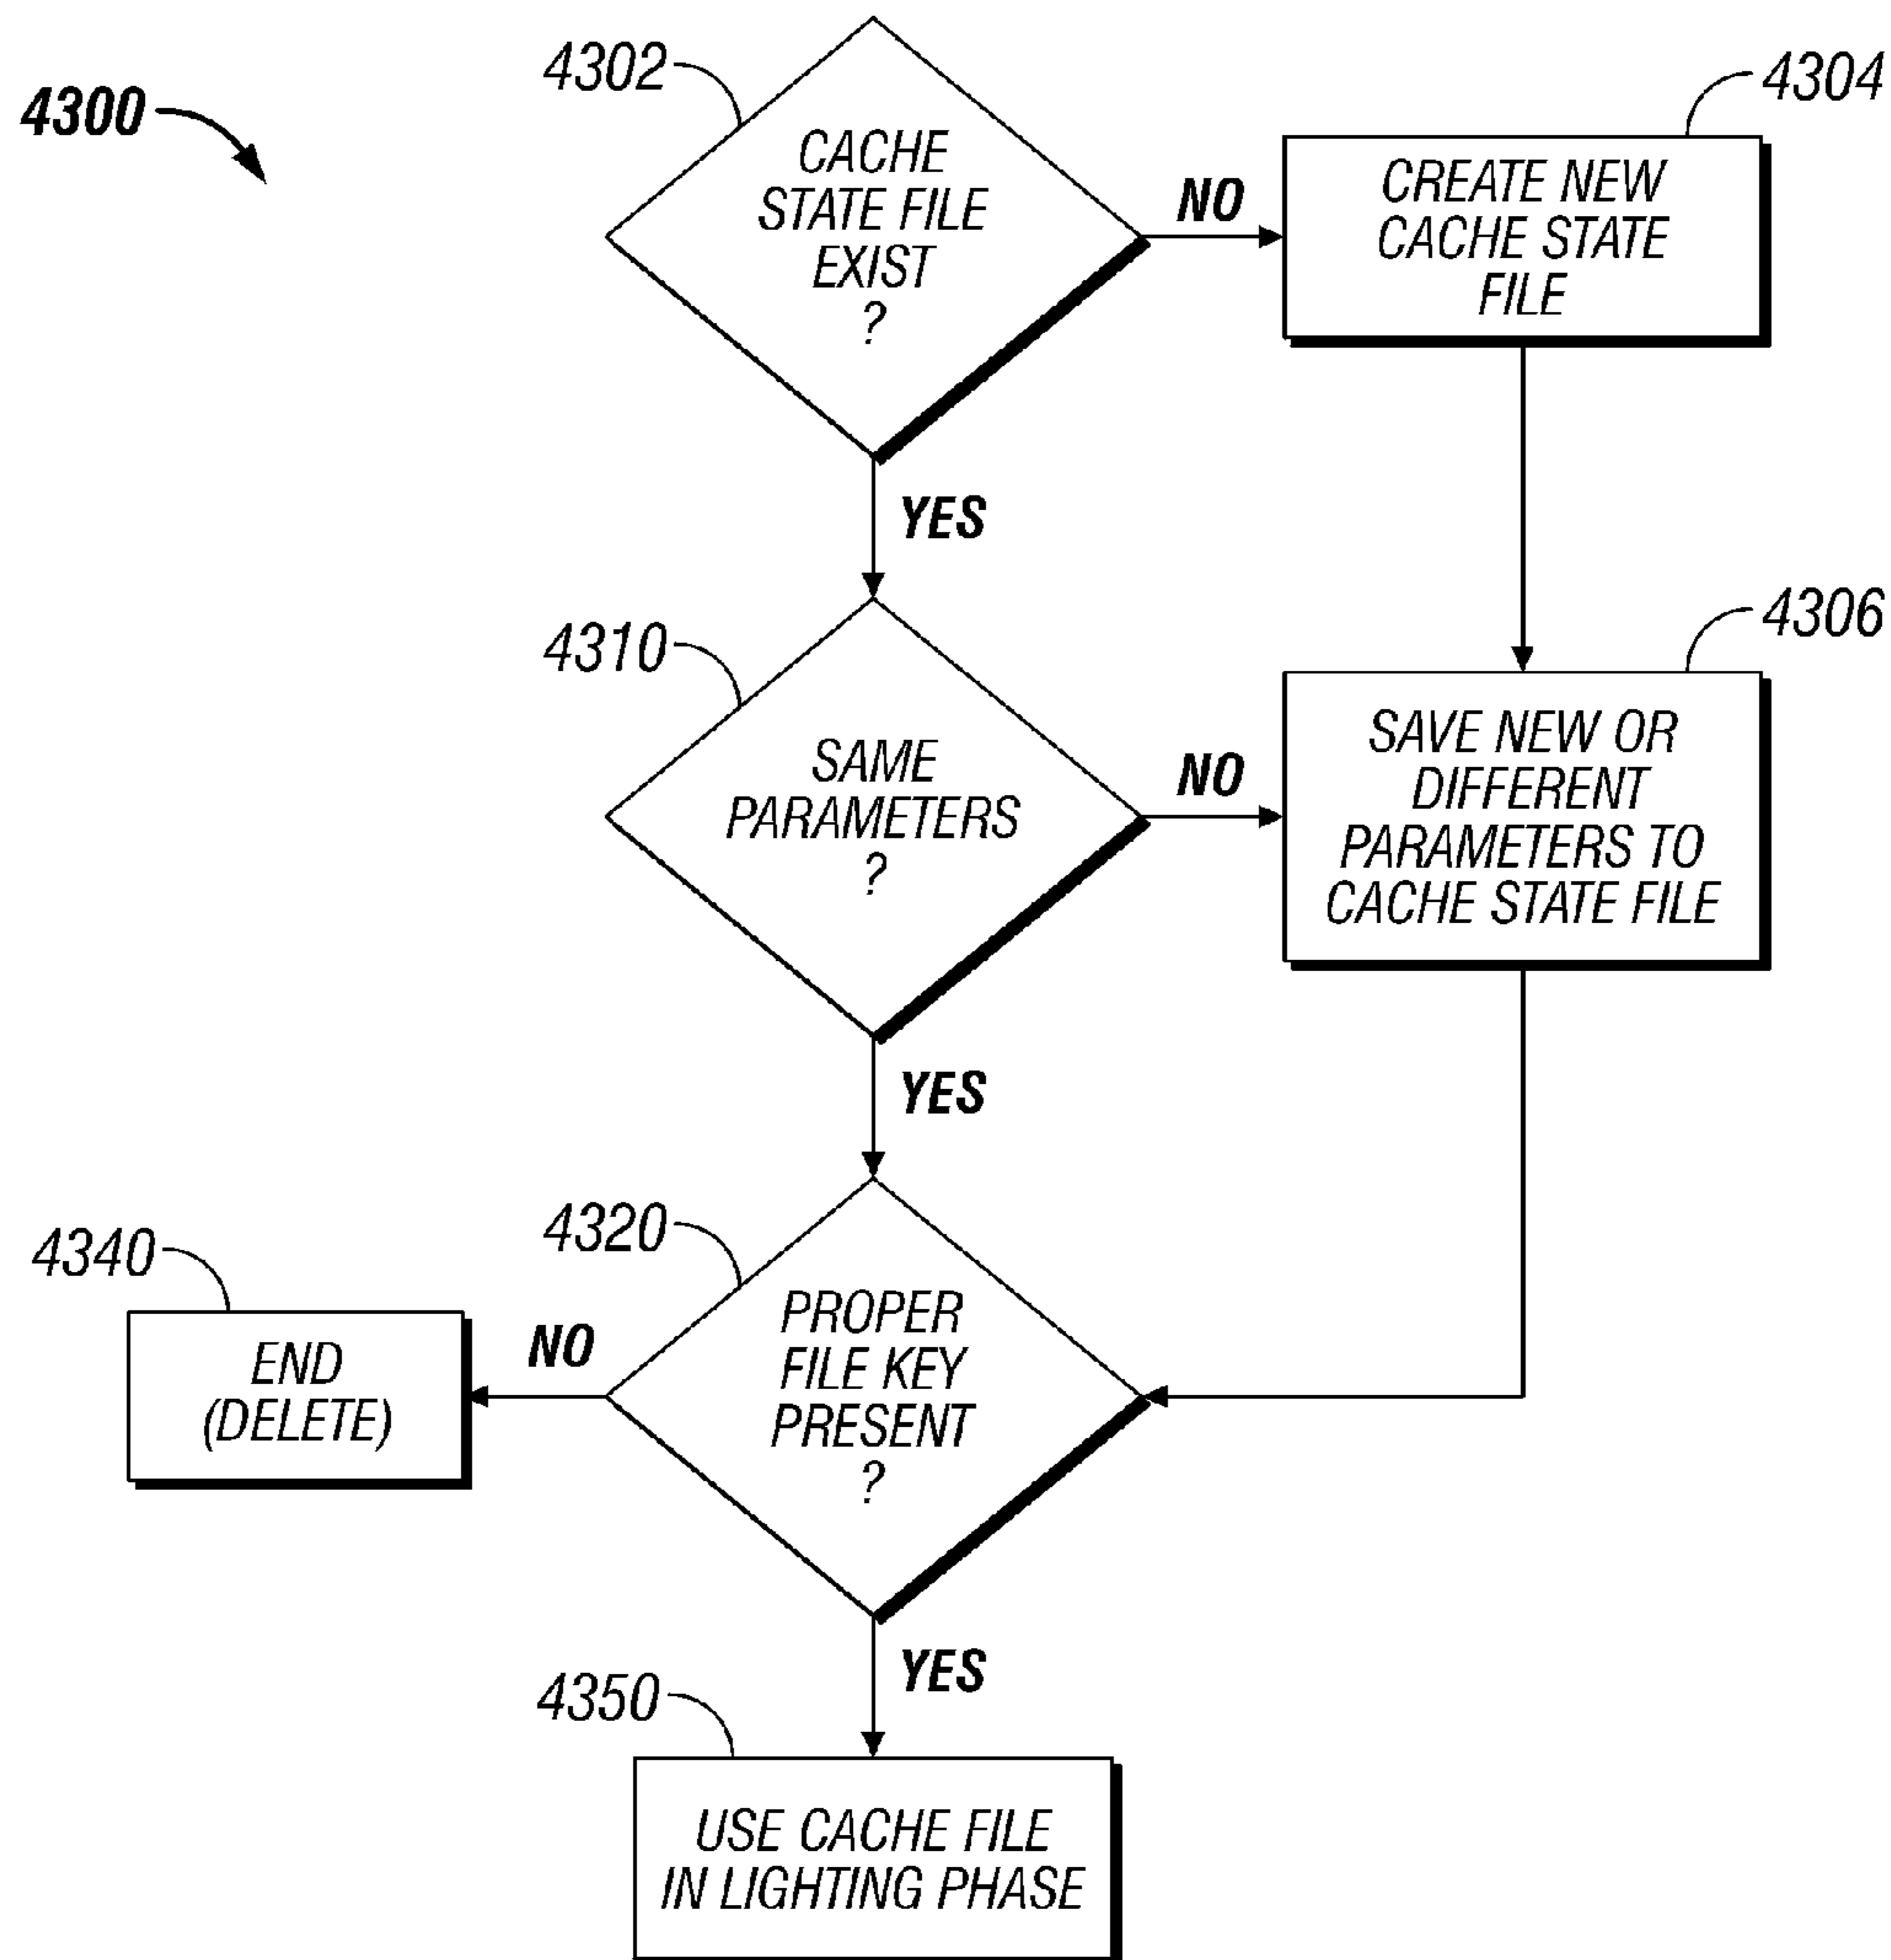 4300
4302
CACHE
STATE FILE
EXIST
?
NO
4304
CREATE NEW
CACHE STATE
FILE
YES
4310
SAME
PARAMETERS
?
NO
4306
SAVE NEW OR
DIFFERENT
PARAMETERS TO
CACHE STATE FILE
YES
4320
PROPER
FILE KEY
PRESENT
?
NO
4340
END
(DELETE)
YES
4350
USE CACHE FILE
IN LIGHTING PHASE